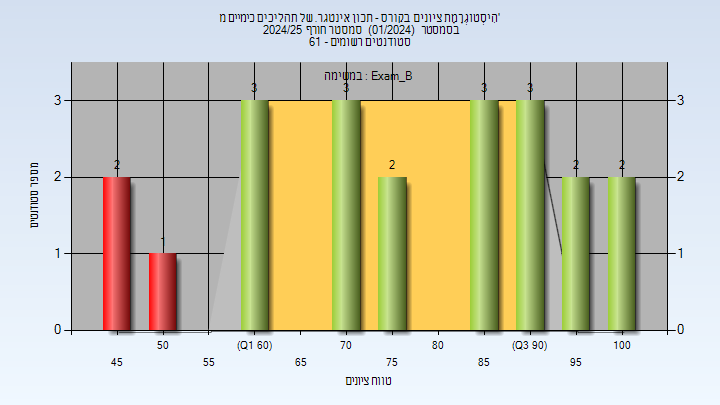 היסטוגרמת ציונים בקורס - תכון אינטגר. של תהליכים כימיים מ'
בסמסטר (01/2024) סמסטר חורף 2024/25
סטודנטים רשומים - 61
במשימה : Exam_B
מספר סטודנטים
3 3
2 2
1 1
0 0
2 1 3 3 2 3 3 2 2
50 (Q1 60) 70 80 (Q3 90) 100
45 55 65 75 85 95
טווח ציונים